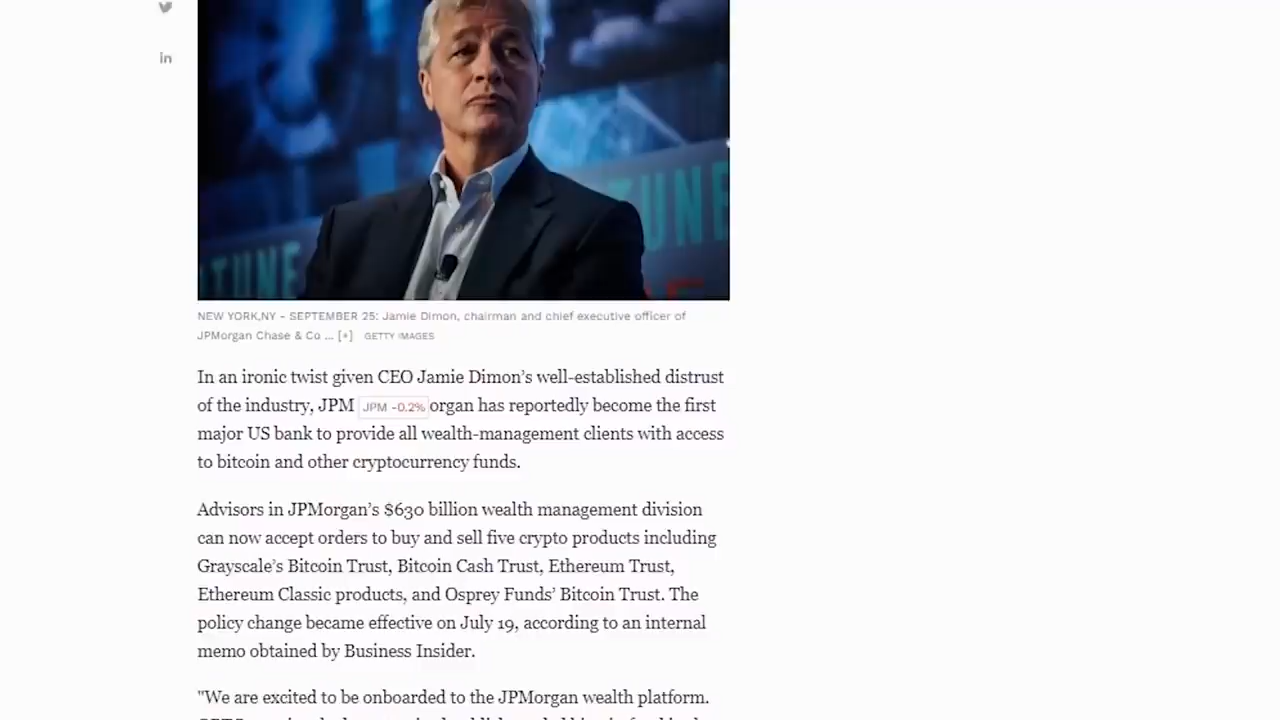 in
TUNE
TUNE
NEW YORK,NY - SEPTEMBER 25: Jamie Dimon, chairman and chief executive officer of
JPMorgan Chase & Co ... [+] GETTY IMAGES
In an ironic twist given CEO Jamie Dimon’s well-established distrust
of the industry, JPM JPM -0.2% organ has reportedly become the first
major US bank to provide all wealth-management clients with access
to bitcoin and other cryptocurrency funds.
Advisors in JPMorgan’s $630 billion wealth management division
can now accept orders to buy and sell five crypto products including
Grayscale’s Bitcoin Trust, Bitcoin Cash Trust, Ethereum Trust,
Ethereum Classic products, and Osprey Funds’ Bitcoin Trust. The
policy change became effective on July 19, according to an internal
memo obtained by Business Insider.
"We are excited to be onboarded to the JPMorgan wealth platform.